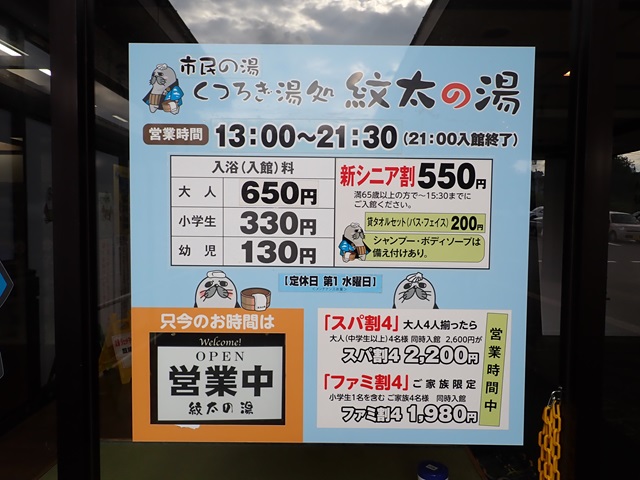 市民の湯
くつろぎ湯処 紋太の湯
営業時間 13:00～21:30(21:00入館終了)
入浴(入館)料
大人 650円
小学生 330円
幼児 130円
新シニア割550円
満65歳以上の方で～15:30までに
ご入館ください。
貸タオルセット(バス・フェイス) 200円
シャンプー・ボディソープは
備え付けあり。
【定休日 第1 水曜日】
只今のお時間は
Welcome!
OPEN
営業中
紋太の湯
「スパ割4」大人4人揃ったら
大人(中学生以上)4名様 同時入館 2,600円が
スパ割4 2,200円
「ファミ割4」ご家族限定
小学生1名を含む ご家族4名様 同時入館
ファミ割4 1,980円
営業時間中